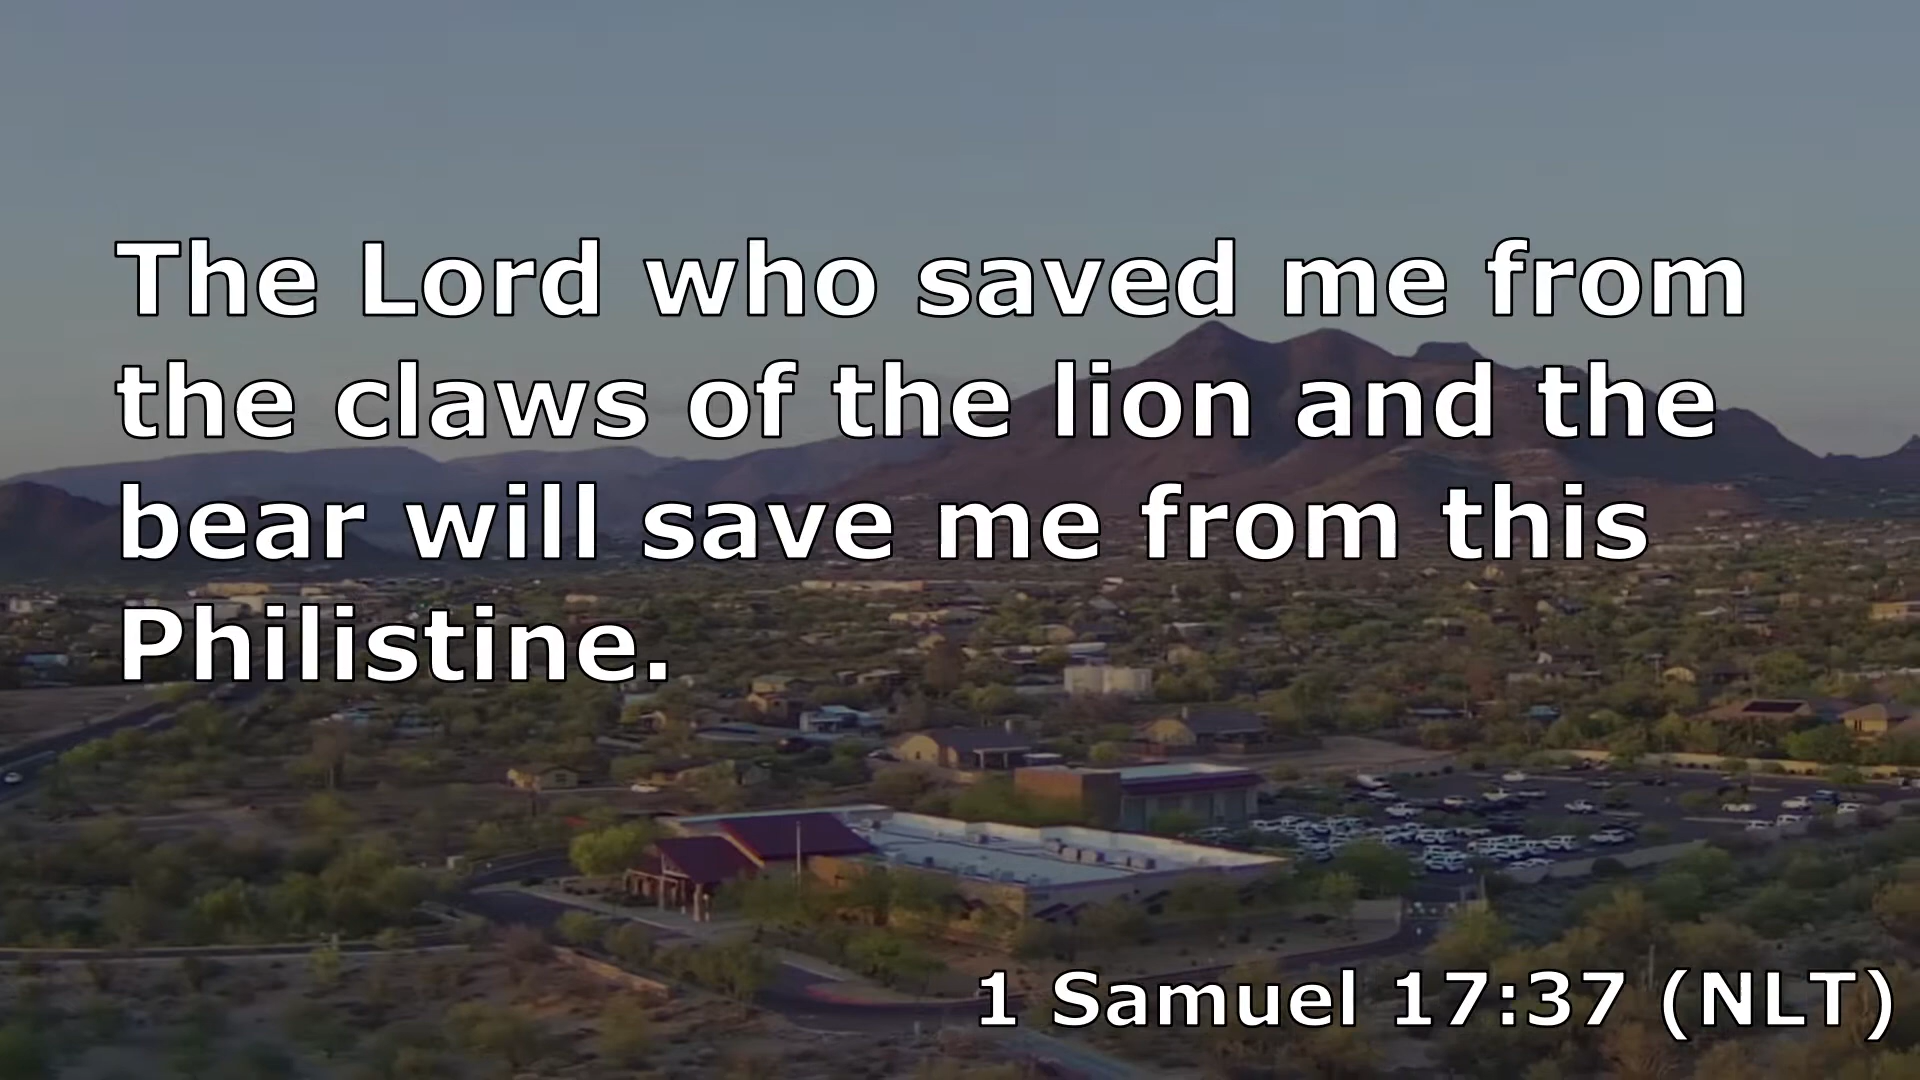 The Lord who saved me from
the claws of the lion and the
bear will save me from this
Philistine.
1 Samuel 17:37 (NLT)